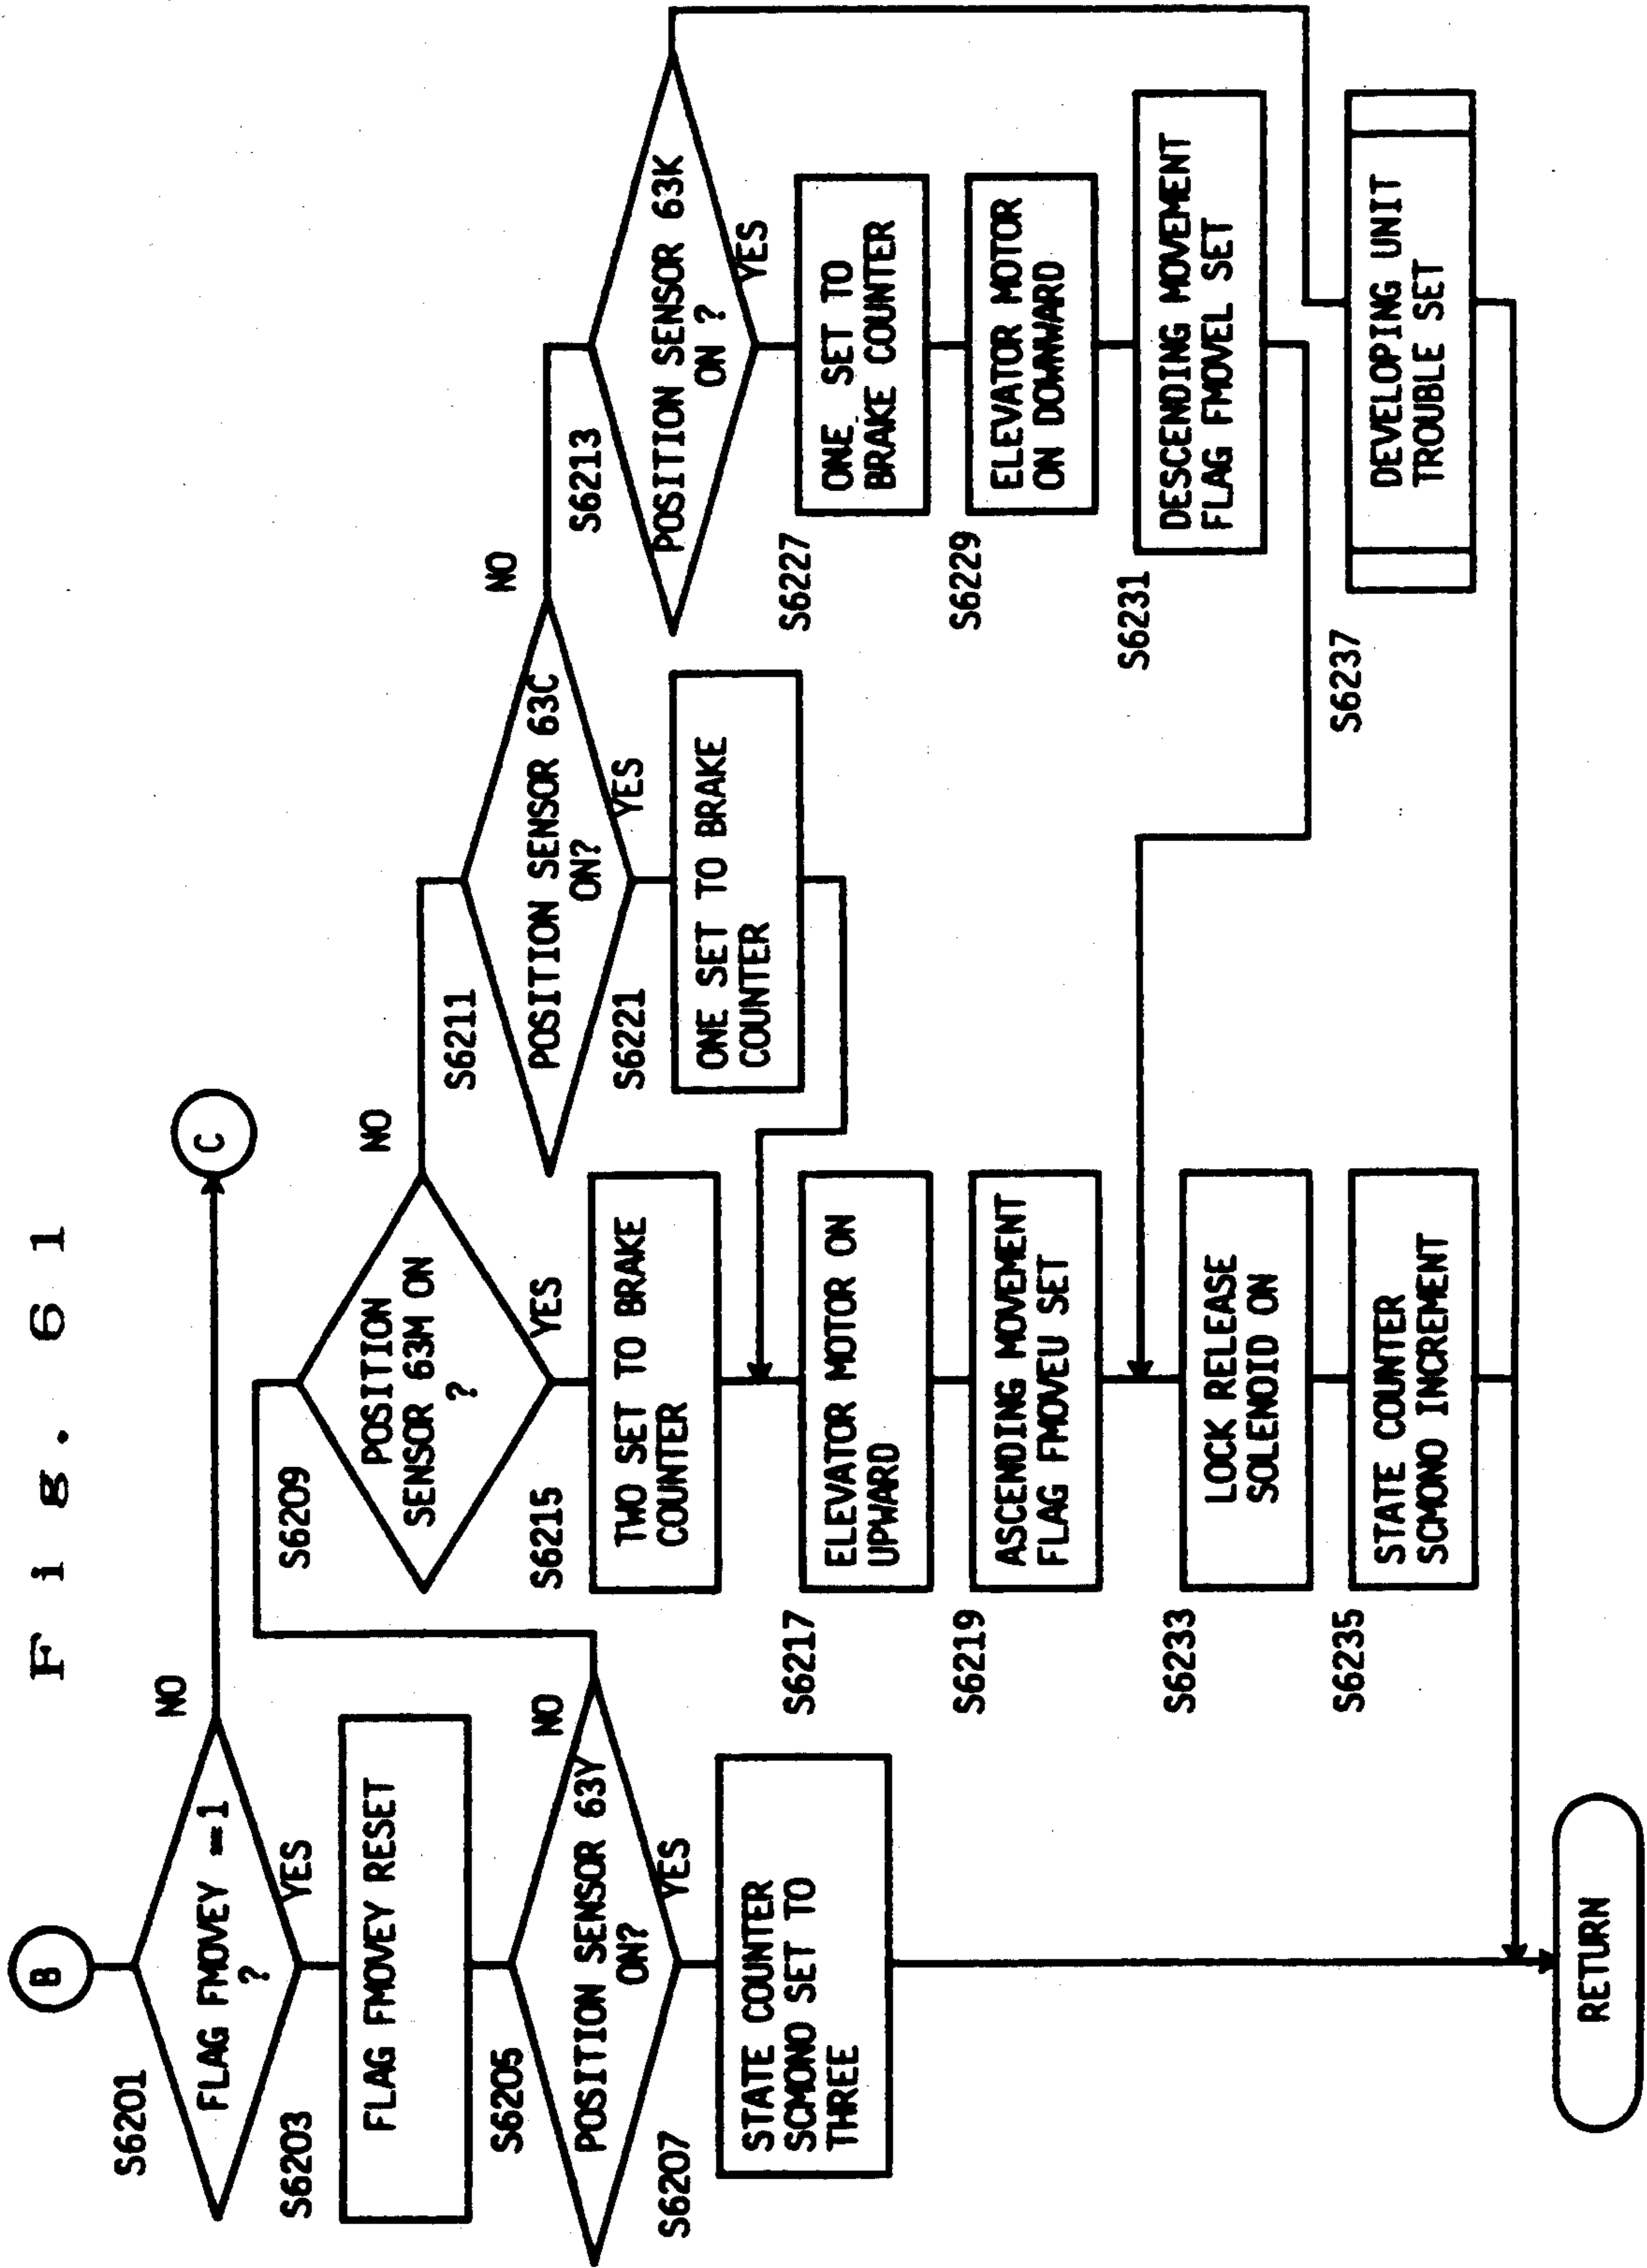 Fig. 61
B
S6201
FLAG FMOVEY = 1
?
NO
C
YES
S6203
FLAG FMOVEY RESET
S6205
POSITION SENSOR 63Y
ON?
NO
YES
S6207
STATE COUNTER
SCMONO SET TO
THREE
S6209
POSITION
SENSOR 63M ON
?
NO
YES
S6215
TWO SET TO BRAKE
COUNTER
S6217
ELEVATOR MOTOR ON
UPWARD
S6219
ASCENDING MOVEMENT
FLAG FMOVEU SET
S6233
LOCK RELEASE
SOLENOID ON
S6235
STATE COUNTER
SCMONO INCREMENT
S6211
POSITION SENSOR 63C
ON?
NO
YES
S6221
ONE SET TO BRAKE
COUNTER
S6213
POSITION SENSOR 63K
ON ?
YES
S6227
ONE SET TO
BRAKE COUNTER
S6229
ELEVATOR MOTOR
ON DOWNWARD
S6231
DESCENDING MOVEMENT
FLAG FMOVEL SET
S6237
DEVELOPING UNIT
TROUBLE SET
RETURN